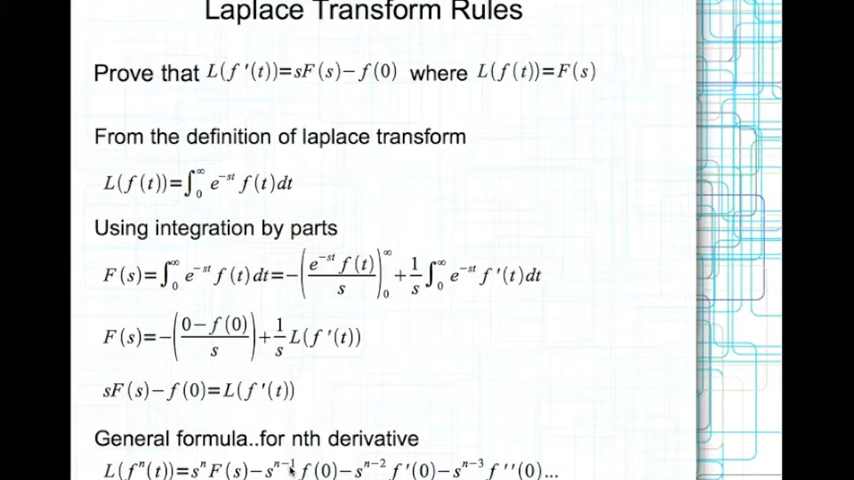 Laplace Transform Rules
Prove that L(f '(t))=sF(s)−f(0) where L(f(t))=F(s)
From the definition of laplace transform
L(f(t))=∫₀^∞ e^(−st) f(t)dt
Using integration by parts
F(s)=∫₀^∞ e^(−st) f(t)dt=−(e^(−st) f(t)/s)₀^∞+1/s ∫₀^∞ e^(−st) f '(t)dt
F(s)=−(0−f(0)/s)+1/s L(f '(t))
sF(s)−f(0)=L(f '(t))
General formula..for nth derivative
L(f^n(t))=s^n F(s)−s^(n−1) f(0)−s^(n−2) f '(0)−s^(n−3) f ''(0)...